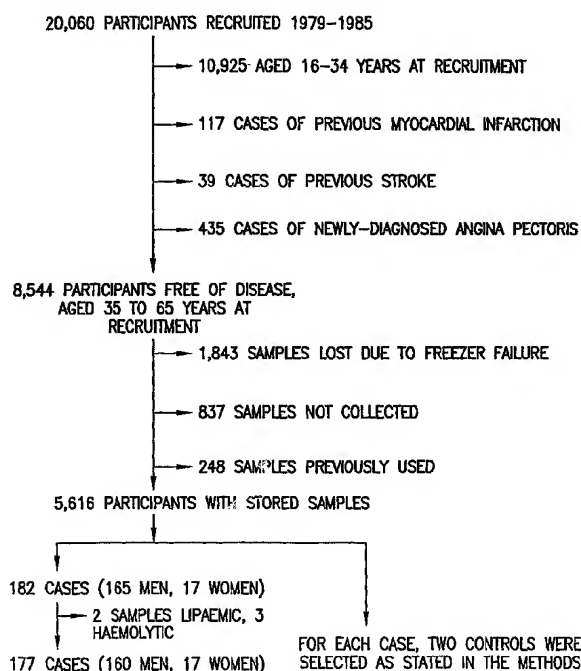 20,060 PARTICIPANTS RECRUITED 1979-1985
10,925 AGED 16-34 YEARS AT RECRUITMENT
117 CASES OF PREVIOUS MYOCARDIAL INFARCTION
39 CASES OF PREVIOUS STROKE
435 CASES OF NEWLY-DIAGNOSED ANGINA PECTORIS
8,544 PARTICIPANTS FREE OF DISEASE,
AGED 35 TO 65 YEARS AT
RECRUITMENT
1,843 SAMPLES LOST DUE TO FREEZER FAILURE
837 SAMPLES NOT COLLECTED
248 SAMPLES PREVIOUSLY USED
5,616 PARTICIPANTS WITH STORED SAMPLES
182 CASES (165 MEN, 17 WOMEN)
2 SAMPLES LIPAEMIC, 3
HAEMOLYTIC
177 CASES (160 MEN, 17 WOMEN)
FOR EACH CASE, TWO CONTROLS WERE
SELECTED AS STATED IN THE METHODS